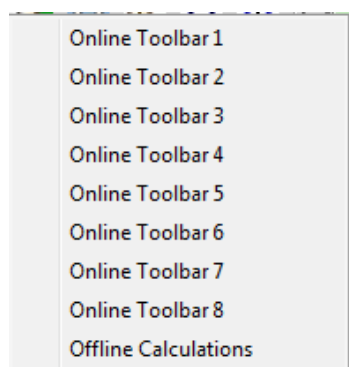 Online Toolbar 1
Online Toolbar 2
Online Toolbar 3
Online Toolbar 4
Online Toolbar 5
Online Toolbar 6
Online Toolbar 7
Online Toolbar 8
Offline Calculations